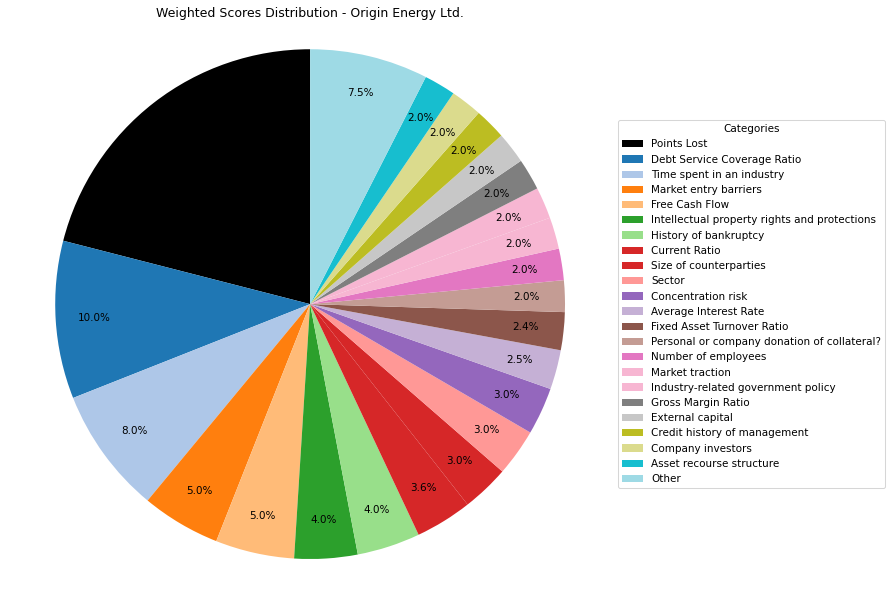 Weighted Scores Distribution - Origin Energy Ltd.
7.5%
2.0%
2.0%
2.0%
2.0%
2.0%
2.0%
2.0%
2.0%
2.0%
2.4%
2.5%
3.0%
3.0%
3.0%
3.6%
4.0%
4.0%
5.0%
5.0%
8.0%
10.0%
Categories
Points Lost
Debt Service Coverage Ratio
Time spent in an industry
Market entry barriers
Free Cash Flow
Intellectual property rights and protections
History of bankruptcy
Current Ratio
Size of counterparties
Sector
Concentration risk
Average Interest Rate
Fixed Asset Turnover Ratio
Personal or company donation of collateral?
Number of employees
Market traction
Industry-related government policy
Gross Margin Ratio
External capital
Credit history of management
Company investors
Asset recourse structure
Other